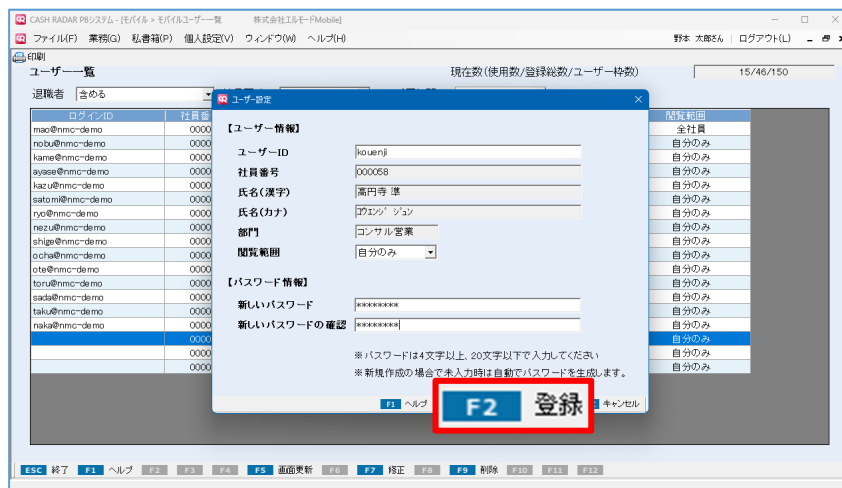 CASH RADAR PBシステム - [モバイル > モバイルユーザー一覧 株式会社エルモードMobile]
ファイル(F) 業務(G) 私書箱(P) 個人設定(V) ウィンドウ(W) ヘルプ(H) 野本 太郎さん ログアウト(L)
印刷
ユーザー一覧 現在数(使用数/登録総数/ユーザー枠数) 15/46/150
退職者 含める
ログインID 社員番 閲覧範囲
mao@nmc-demo 0000 全社員
nobu@nmc-demo 0000 自分のみ
kame@nmc-demo 0000 自分のみ
ayase@nmc-demo 0000 自分のみ
kazu@nmc-demo 0000 自分のみ
satomi@nmc-demo 0000 自分のみ
ryo@nmc-demo 0000 自分のみ
nezu@nmc-demo 0000 自分のみ
shige@nmc-demo 0000 自分のみ
ocha@nmc-demo 0000 自分のみ
ote@nmc-demo 0000 自分のみ
toru@nmc-demo 0000 自分のみ
sada@nmc-demo 0000 自分のみ
taku@nmc-demo 0000 自分のみ
naka@nmc-demo 0000 自分のみ
0000 自分のみ
0000 自分のみ
0000 自分のみ
ユーザー設定
【ユーザー情報】
ユーザーID kouenji
社員番号 000058
氏名(漢字) 高円寺 準
氏名(カナ) コウエンジ ジュン
部門 コンサル営業
閲覧範囲 自分のみ
【パスワード情報】
新しいパスワード ********
新しいパスワードの確認 ********
※パスワードは4文字以上、20文字以下で入力してください
※新規作成の場合で未入力時は自動でパスワードを生成します。
F1 ヘルプ F2 登録 キャンセル
ESC 終了 F1 ヘルプ F2 F3 F4 F5 画面更新 F6 F7 修正 F8 F9 削除 F10 F11 F12